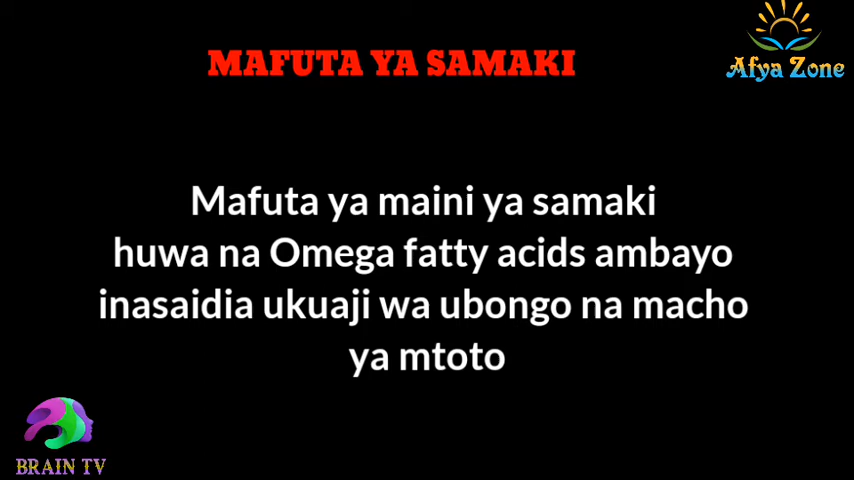 MAFUTA YA SAMAKI
Afya Zone
Mafuta ya maini ya samaki
huwa na Omega fatty acids ambayo
inasaidia ukuaji wa ubongo na macho
ya mtoto
BRAIN TV